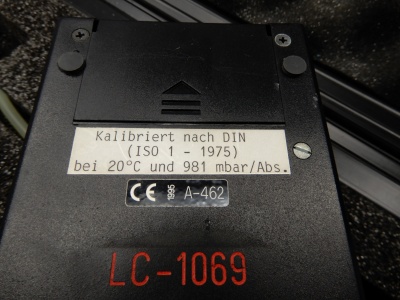 Kalibriert nach DIN
(ISO 1 - 1975)
bei 20°C und 981 mbar/Abs.
CE 1995 A-462
LC-1069